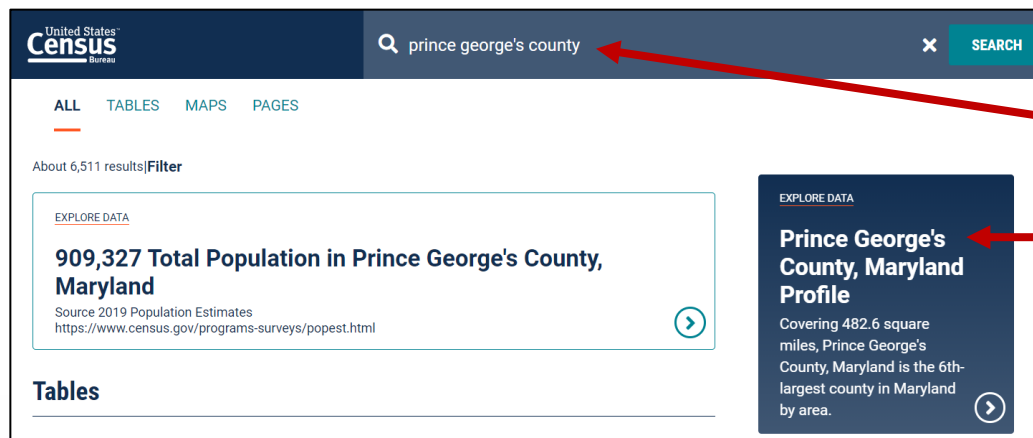 United States™
Census
Bureau
prince george's county
SEARCH
ALL TABLES MAPS PAGES
About 6,511 results|Filter
EXPLORE DATA
909,327 Total Population in Prince George's County,
Maryland
Source 2019 Population Estimates
https://www.census.gov/programs-surveys/popest.html
Tables
EXPLORE DATA
Prince George's
County, Maryland
Profile
Covering 482.6 square
miles, Prince George's
County, Maryland is the 6th-
largest county in Maryland
by area.